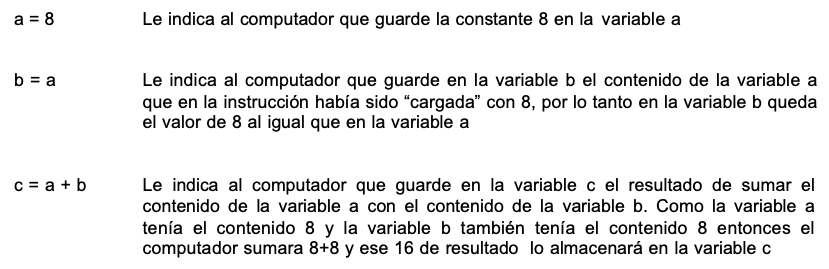 a = 8 Le indica al computador que guarde la constante 8 en la variable a
b = a Le indica al computador que guarde en la variable b el contenido de la variable a
que en la instrucción había sido “cargada” con 8, por lo tanto en la variable b queda
el valor de 8 al igual que en la variable a
c = a + b Le indica al computador que guarde en la variable c el resultado de sumar el
contenido de la variable a con el contenido de la variable b. Como la variable a
tenía el contenido 8 y la variable b también tenía el contenido 8 entonces el
computador sumara 8+8 y ese 16 de resultado lo almacenará en la variable c